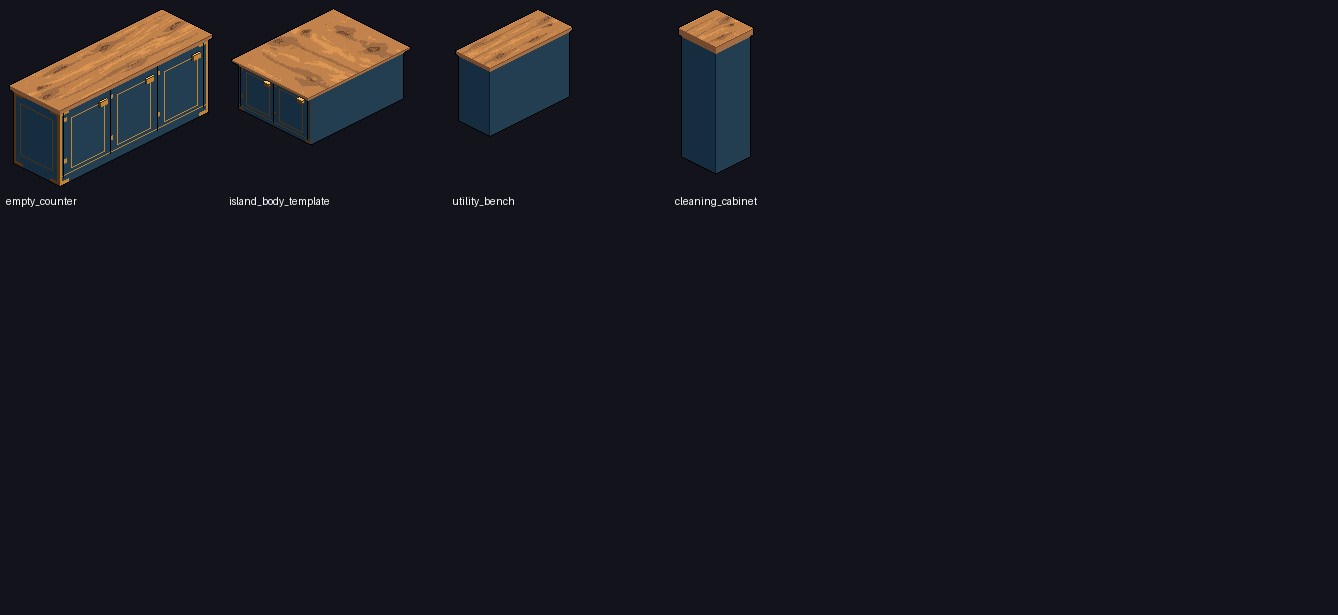 empty_counter
island_body_template
utility_bench
cleaning_cabinet